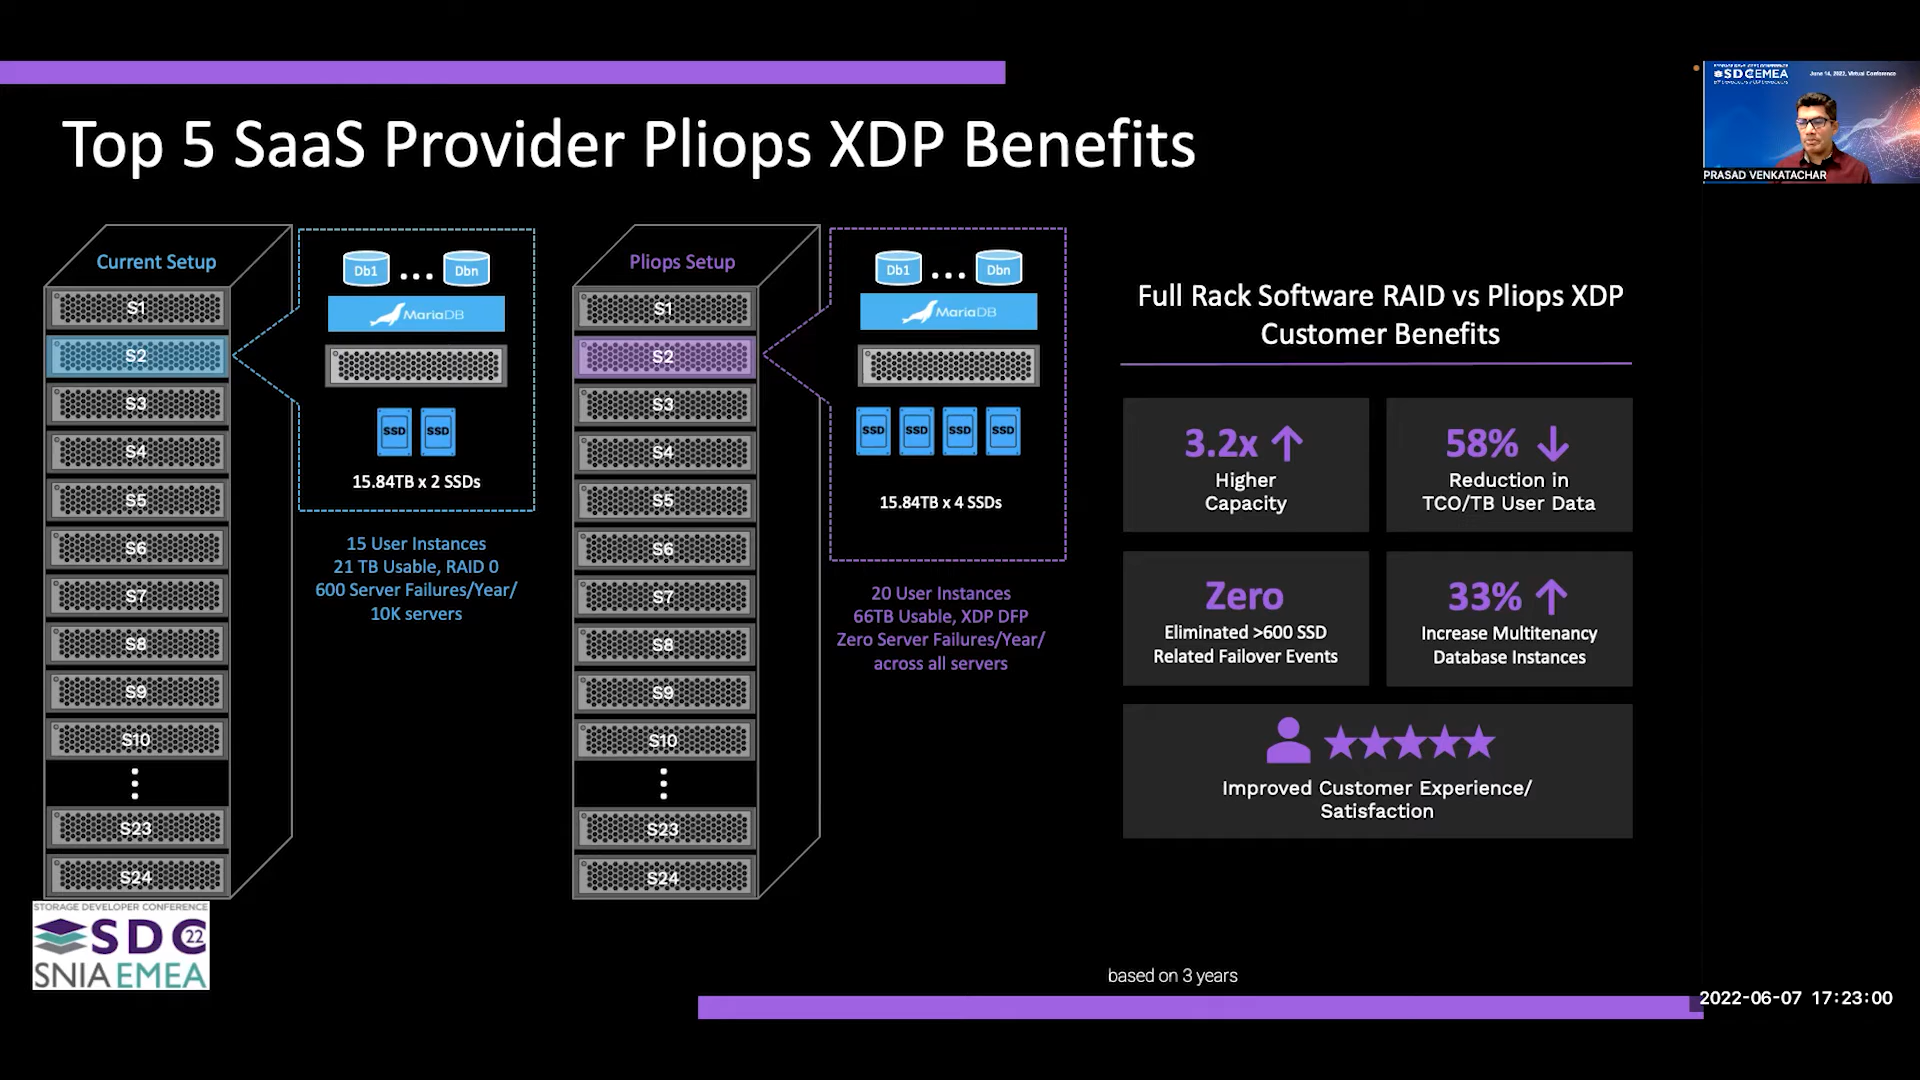 SDC EMEA
June 14, 2022, Virtual Conference
PRASAD VENKATACHAR
Top 5 SaaS Provider Pliops XDP Benefits
Current Setup
S1
S2
S3
S4
S5
S6
S7
S8
S9
S10
S23
S24
Db1
...
Dbn
MariaDB
SSD
SSD
15.84TB x 2 SSDs
15 User Instances
21 TB Usable, RAID 0
600 Server Failures/Year/
10K servers
Pliops Setup
S1
S2
S3
S4
S5
S6
S7
S8
S9
S10
S23
S24
Db1
...
Dbn
MariaDB
SSD
SSD
SSD
SSD
15.84TB x 4 SSDs
20 User Instances
66TB Usable, XDP DFP
Zero Server Failures/Year/
across all servers
Full Rack Software RAID vs Pliops XDP
Customer Benefits
3.2x
Higher
Capacity
58%
Reduction in
TCO/TB User Data
Zero
Eliminated >600 SSD
Related Failover Events
33%
Increase Multitenancy
Database Instances
Improved Customer Experience/
Satisfaction
STORAGE DEVELOPER CONFERENCE
SDC 22
SNIA EMEA
based on 3 years
2022-06-07 17:23:00